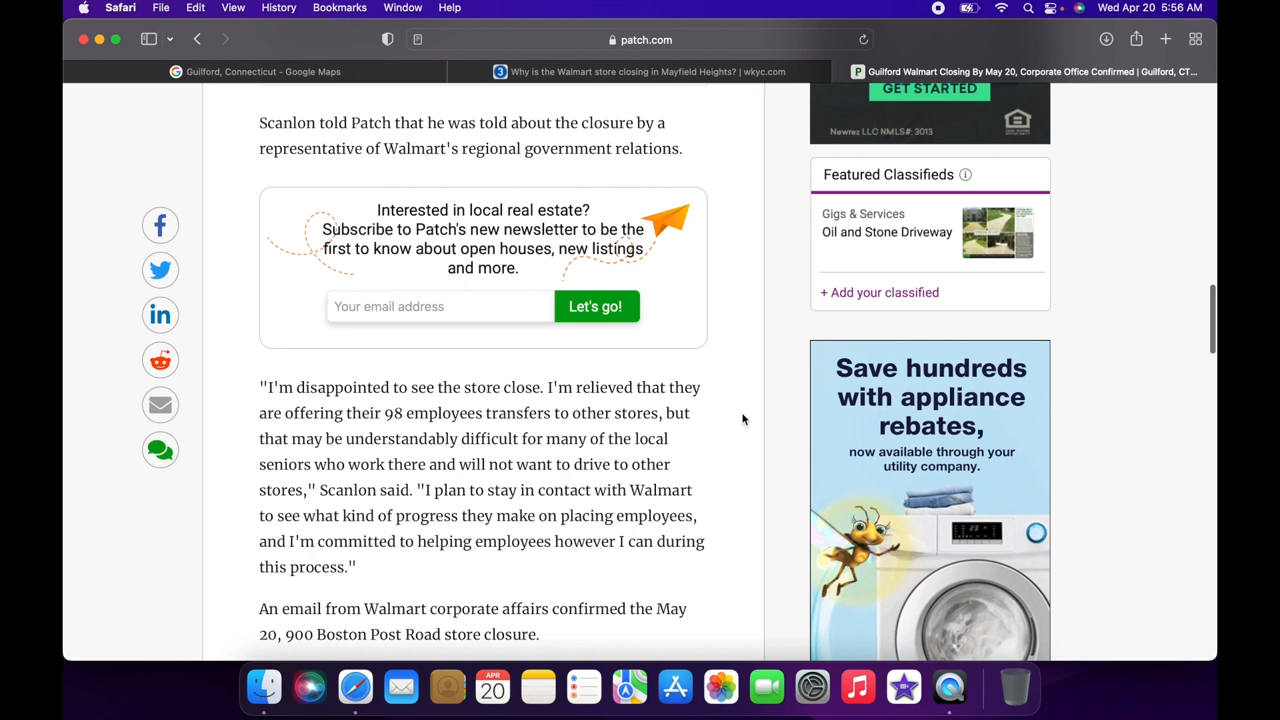 Safari File Edit View History Bookmarks Window Help
Wed Apr 20 5:56 AM
patch.com
Guilford, Connecticut - Google Maps
3 Why is the Walmart store closing in Mayfield Heights? | wkyc.com
P Guilford Walmart Closing By May 20, Corporate Office Confirmed | Guilford, CT...
Scanlon told Patch that he was told about the closure by a
representative of Walmart's regional government relations.
Interested in local real estate?
Subscribe to Patch's new newsletter to be the
first to know about open houses, new listings
and more.
Your email address
Let's go!
"I'm disappointed to see the store close. I'm relieved that they
are offering their 98 employees transfers to other stores, but
that may be understandably difficult for many of the local
seniors who work there and will not want to drive to other
stores," Scanlon said. "I plan to stay in contact with Walmart
to see what kind of progress they make on placing employees,
and I'm committed to helping employees however I can during
this process."
An email from Walmart corporate affairs confirmed the May
20, 900 Boston Post Road store closure.
GET STARTED
Newrez LLC NMLS#: 3013
Featured Classifieds
Gigs & Services
Oil and Stone Driveway
+ Add your classified
Save hundreds
with appliance
rebates,
now available through your
utility company.
APR
20